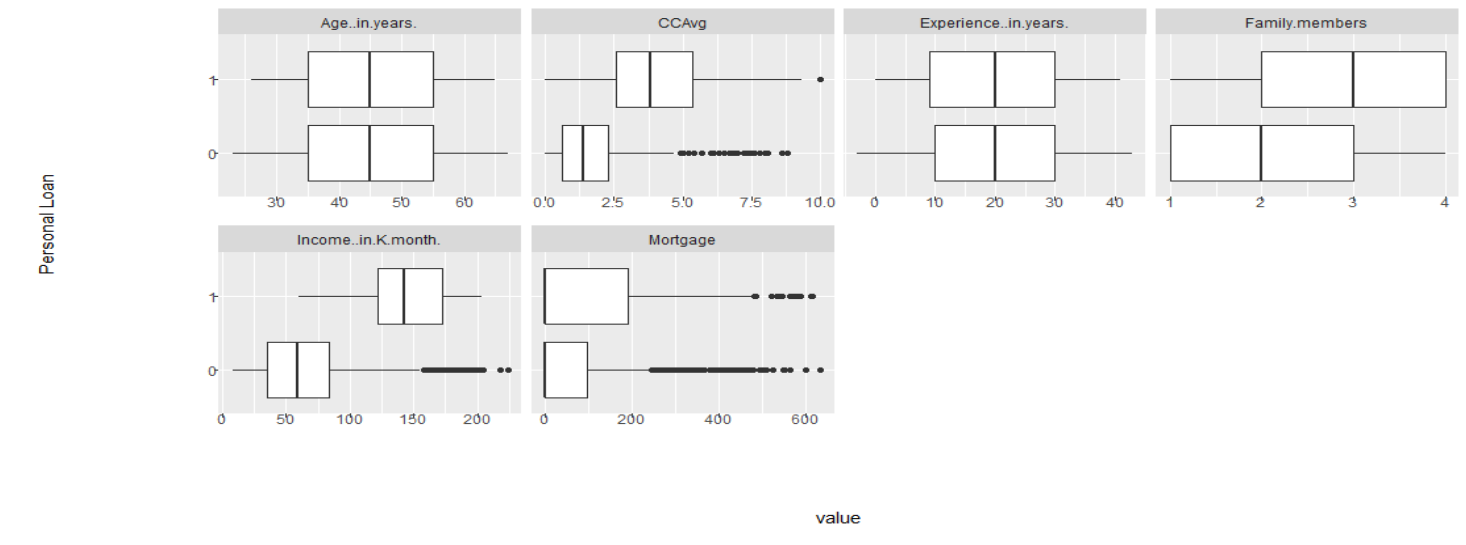 Age..in.years. CCAvg Experience..in.years. Family.members
1
0
30 40 50 60 0.0 2.5 5.0 7.5 10.0 0 10 20 30 40 1 2 3 4
Personal Loan
Income..in.K.month. Mortgage
1
0
0 50 100 150 200 0 200 400 600
value